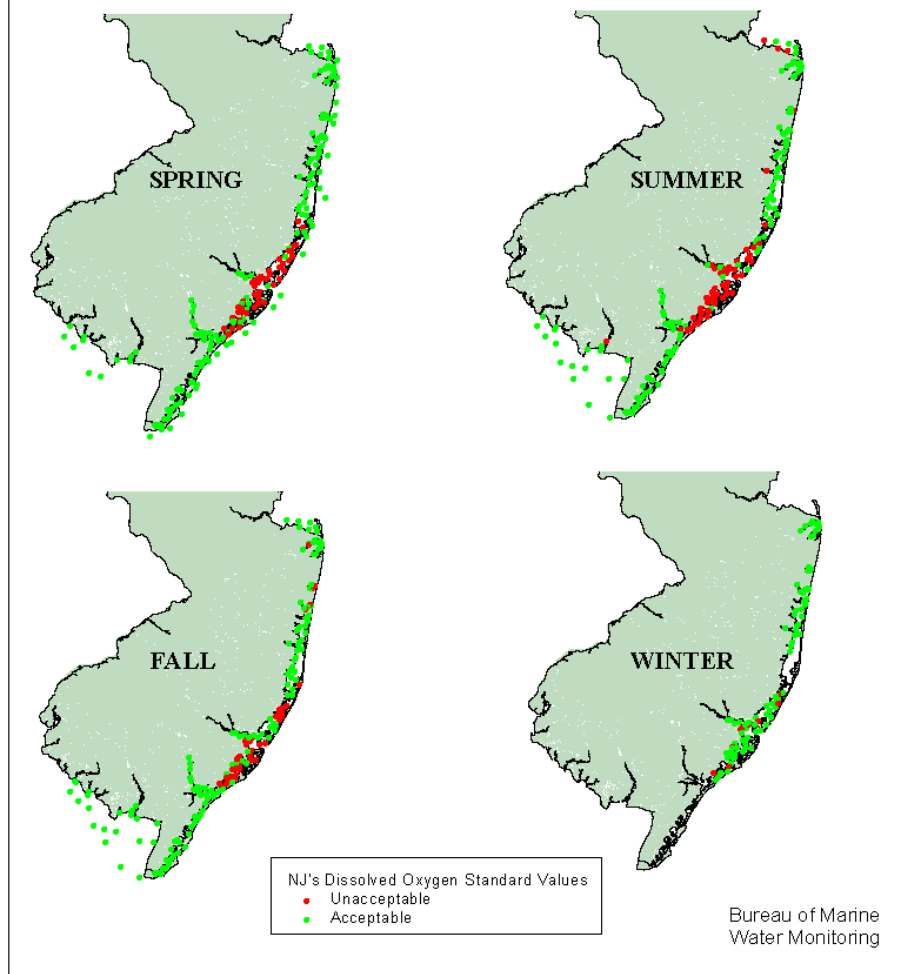 SPRING
SUMMER
FALL
WINTER
NJ's Dissolved Oxygen Standard Values
Unacceptable
Acceptable
Bureau of Marine
Water Monitoring